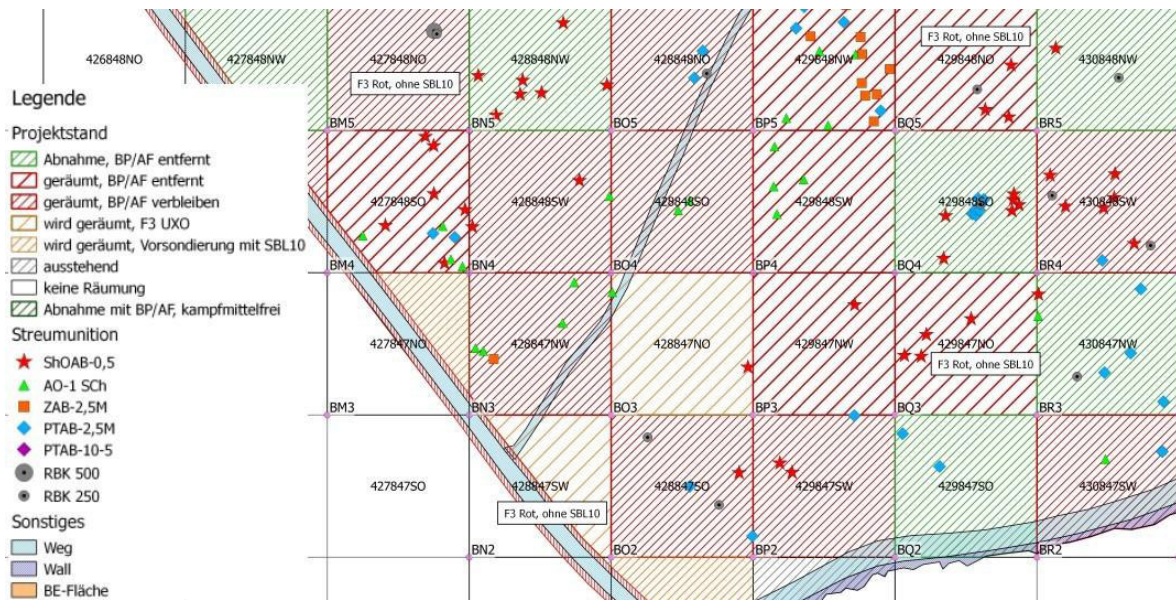 426848NO
427848NW
427848NO
428848NW
428848NO
429848NW
429848NO
430848NW
F3 Rot, ohne SBL10
F3 Rot, ohne SBL10
BM5
BN5
BO5
BP5
BQ5
BR5
427848SO
428848SW
428848SO
429848SW
429848SO
430848SW
BM4
BN4
BO4
BP4
BQ4
BR4
427847NO
428847NW
428847NO
429847NW
429847NO
430847NW
F3 Rot, ohne SBL10
BM3
BN3
BO3
BP3
BQ3
BR3
427847SO
428847SW
428847SO
429847SW
429847SO
430847SW
F3 Rot, ohne SBL10
BN2
BO2
BP2
BQ2
BR2
Legende
Projektstand
Abnahme, BP/AF entfernt
geräumt, BP/AF entfernt
geräumt, BP/AF verbleiben
wird geräumt, F3 UXO
wird geräumt, Vorsondierung mit SBL10
ausstehend
keine Räumung
Abnahme mit BP/AF, kampfmittelfrei
Streumunition
ShOAB-0,5
AO-1 SCh
ZAB-2,5M
PTAB-2,5M
PTAB-10-5
RBK 500
RBK 250
Sonstiges
Weg
Wall
BE-Fläche